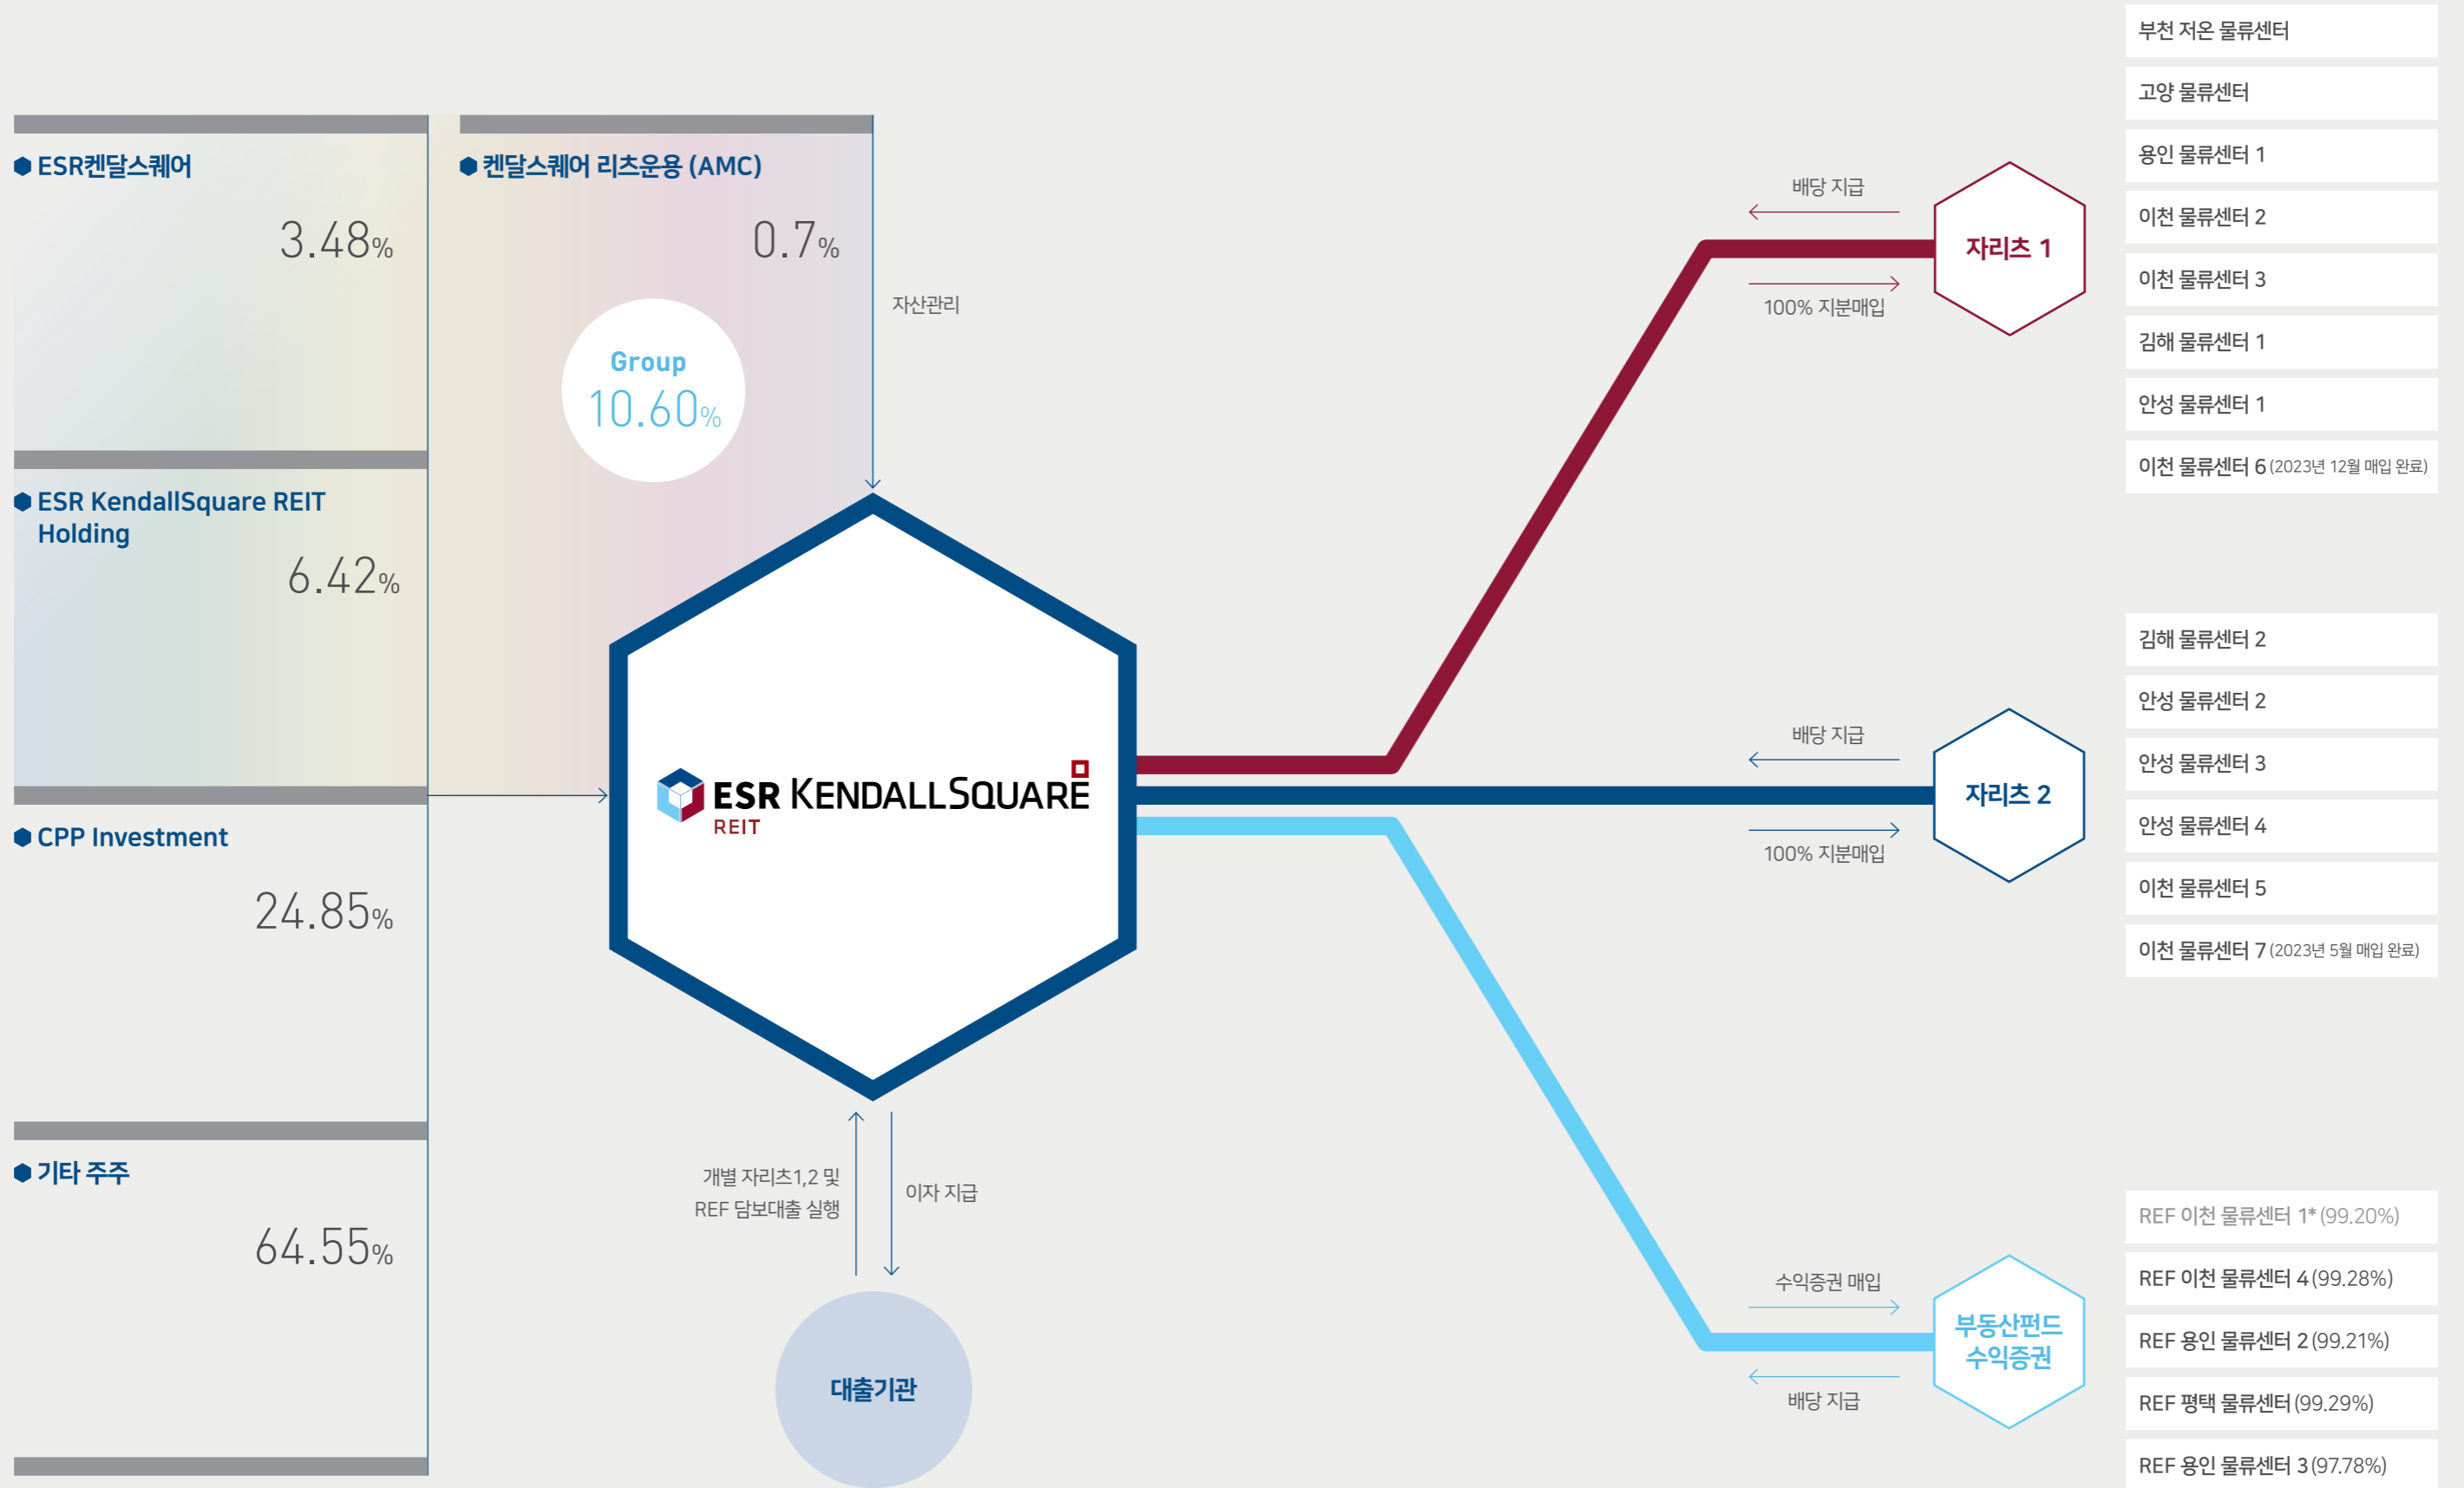 ESR켄달스퀘어
3.48%
켄달스퀘어 리츠운용 (AMC)
0.7%
자산관리
Group
10.60%
ESR KendallSquare REIT
Holding
6.42%
CPP Investment
24.85%
기타 주주
64.55%
ESR KENDALLSQUARE
REIT
개별 자리츠1,2 및
REF 담보대출 실행
이자 지급
대출기관
배당 지급
100% 지분매입
자리츠 1
부천 저온 물류센터
고양 물류센터
용인 물류센터 1
이천 물류센터 2
이천 물류센터 3
김해 물류센터 1
안성 물류센터 1
이천 물류센터 6 (2023년 12월 매입 완료)
배당 지급
100% 지분매입
자리츠 2
김해 물류센터 2
안성 물류센터 2
안성 물류센터 3
안성 물류센터 4
이천 물류센터 5
이천 물류센터 7 (2023년 5월 매입 완료)
수익증권 매입
배당 지급
부동산펀드
수익증권
REF 이천 물류센터 1* (99.20%)
REF 이천 물류센터 4 (99.28%)
REF 용인 물류센터 2 (99.21%)
REF 평택 물류센터 (99.29%)
REF 용인 물류센터 3 (97.78%)